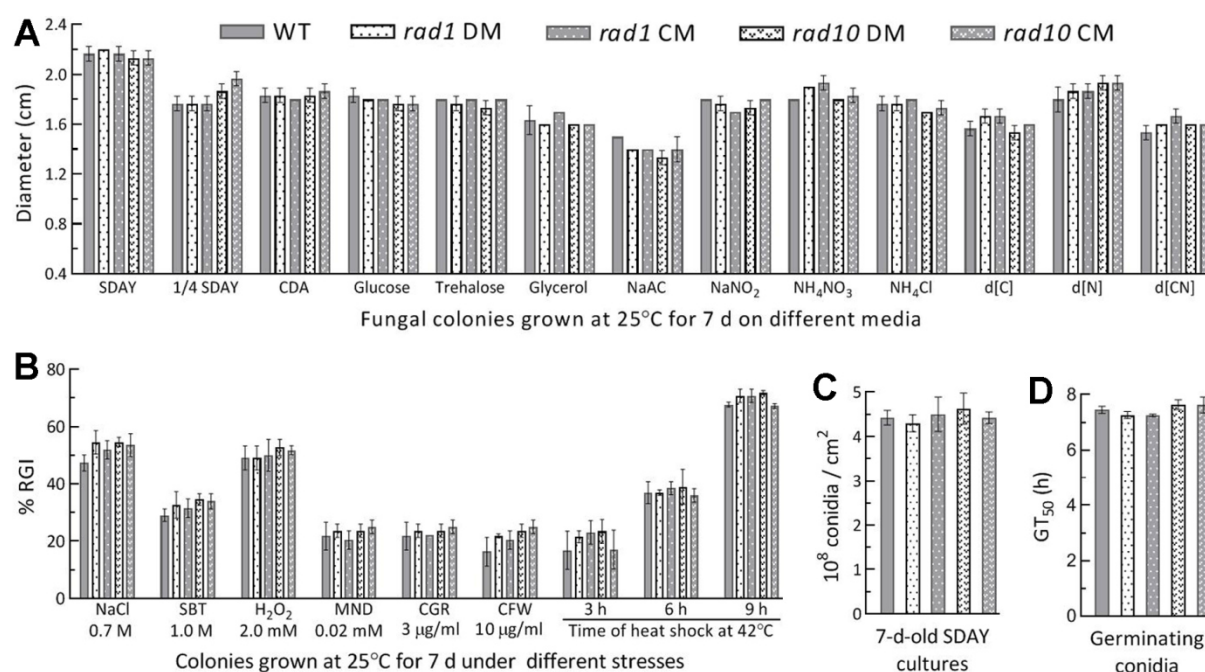 A
WT rad1 DM rad1 CM rad10 DM rad10 CM
Diameter (cm)
2.4
2.0
1.6
1.2
0.8
0.4
SDAY 1/4 SDAY CDA Glucose Trehalose Glycerol NaAC NaNO₂ NH₄NO₃ NH₄Cl d[C] d[N] d[CN]
Fungal colonies grown at 25°C for 7 d on different media
B
% RGI
80
60
40
20
0
NaCl SBT H₂O₂ MND CGR CFW 3 h 6 h 9 h
0.7 M 1.0 M 2.0 mM 0.02 mM 3 µg/ml 10 µg/ml Time of heat shock at 42°C
Colonies grown at 25°C for 7 d under different stresses
C
10⁸ conidia / cm²
5
4
3
2
1
0
7-d-old SDAY
cultures
D
GT₅₀ (h)
8
6
4
2
0
Germinating
conidia